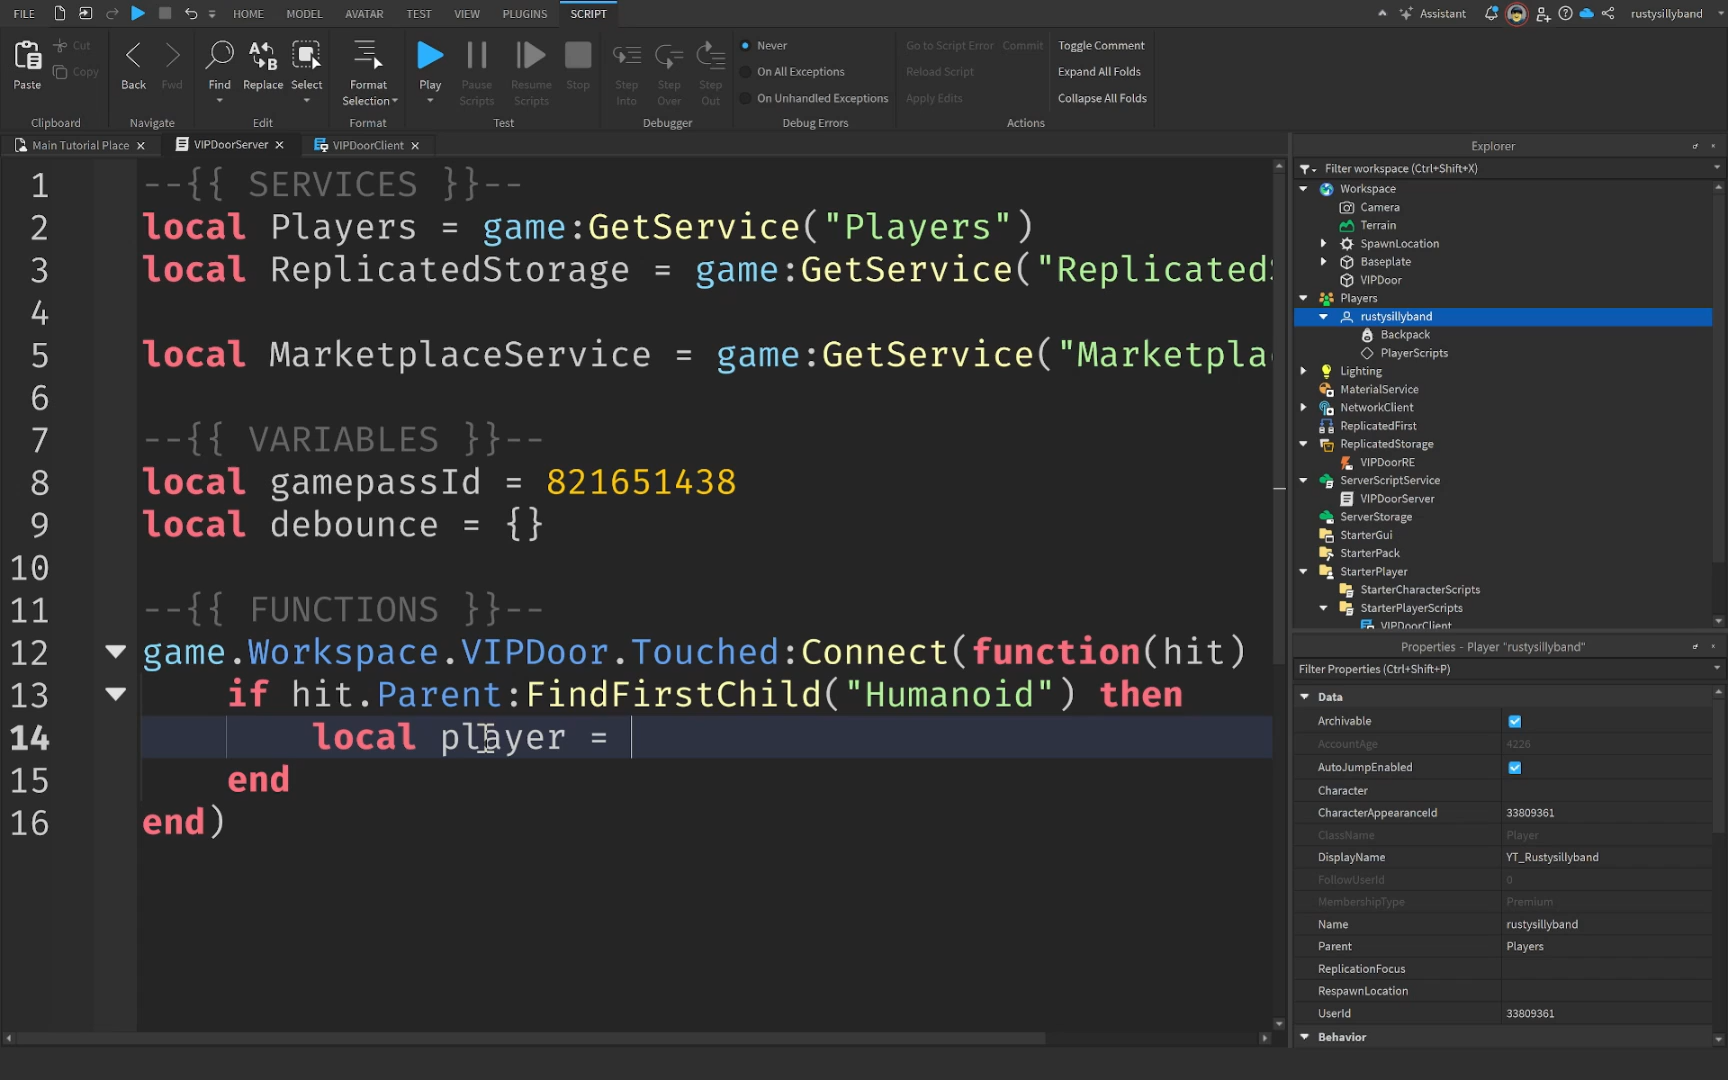 FILE HOME MODEL AVATAR TEST VIEW PLUGINS SCRIPT Assistant rustysillyband
Paste Cut Copy Back Fwd Find Replace Select Format Selection Play Pause Scripts Resume Scripts Stop Step Into Step Over Step Out
Never
On All Exceptions
On Unhandled Exceptions
Go to Script Error Commit
Reload Script
Apply Edits
Toggle Comment
Expand All Folds
Collapse All Folds
Clipboard Navigate Edit Format Test Debugger Debug Errors Actions
Main Tutorial Place VIPDoorServer VIPDoorClient
1 --{{ SERVICES }}--
2 local Players = game:GetService("Players")
3 local ReplicatedStorage = game:GetService("Replicated
4
5 local MarketplaceService = game:GetService("Marketpla
6
7 --{{ VARIABLES }}--
8 local gamepassId = 821651438
9 local debounce = {}
10
11 --{{ FUNCTIONS }}--
12 game.Workspace.VIPDoor.Touched:Connect(function(hit)
13 if hit.Parent:FindFirstChild("Humanoid") then
14 local player =
15 end
16 end)
Explorer
Filter workspace (Ctrl+Shift+X)
Workspace
Camera
Terrain
SpawnLocation
Baseplate
VIPDoor
Players
rustysillyband
Backpack
PlayerScripts
Lighting
MaterialService
NetworkClient
ReplicatedFirst
ReplicatedStorage
VIPDoorRE
ServerScriptService
VIPDoorServer
ServerStorage
StarterGui
StarterPack
StarterPlayer
StarterCharacterScripts
StarterPlayerScripts
VIPDoorClient
Properties - Player "rustysillyband"
Filter Properties (Ctrl+Shift+P)
Data
Archivable
AccountAge 4226
AutoJumpEnabled
Character
CharacterAppearanceId 33809361
ClassName Player
DisplayName YT_Rustysillyband
FollowUserId 0
MembershipType Premium
Name rustysillyband
Parent Players
ReplicationFocus
RespawnLocation
UserId 33809361
Behavior